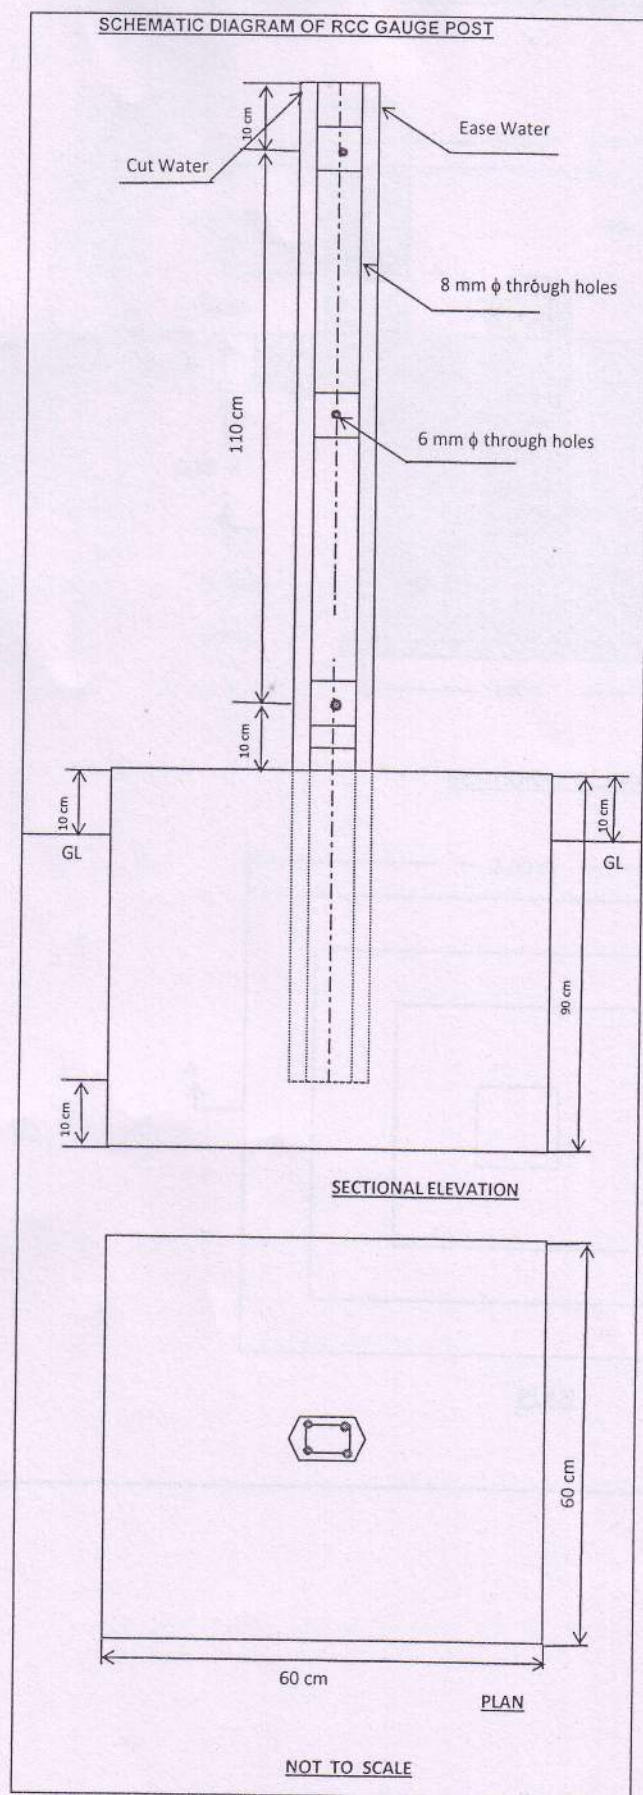 SCHEMATIC DIAGRAM OF RCC GAUGE POST
10 cm
Ease Water
Cut Water
8 mm ϕ through holes
110 cm
6 mm ϕ through holes
10 cm
10 cm
10 cm
GL
GL
90 cm
10 cm
SECTIONAL ELEVATION
60 cm
60 cm
PLAN
NOT TO SCALE